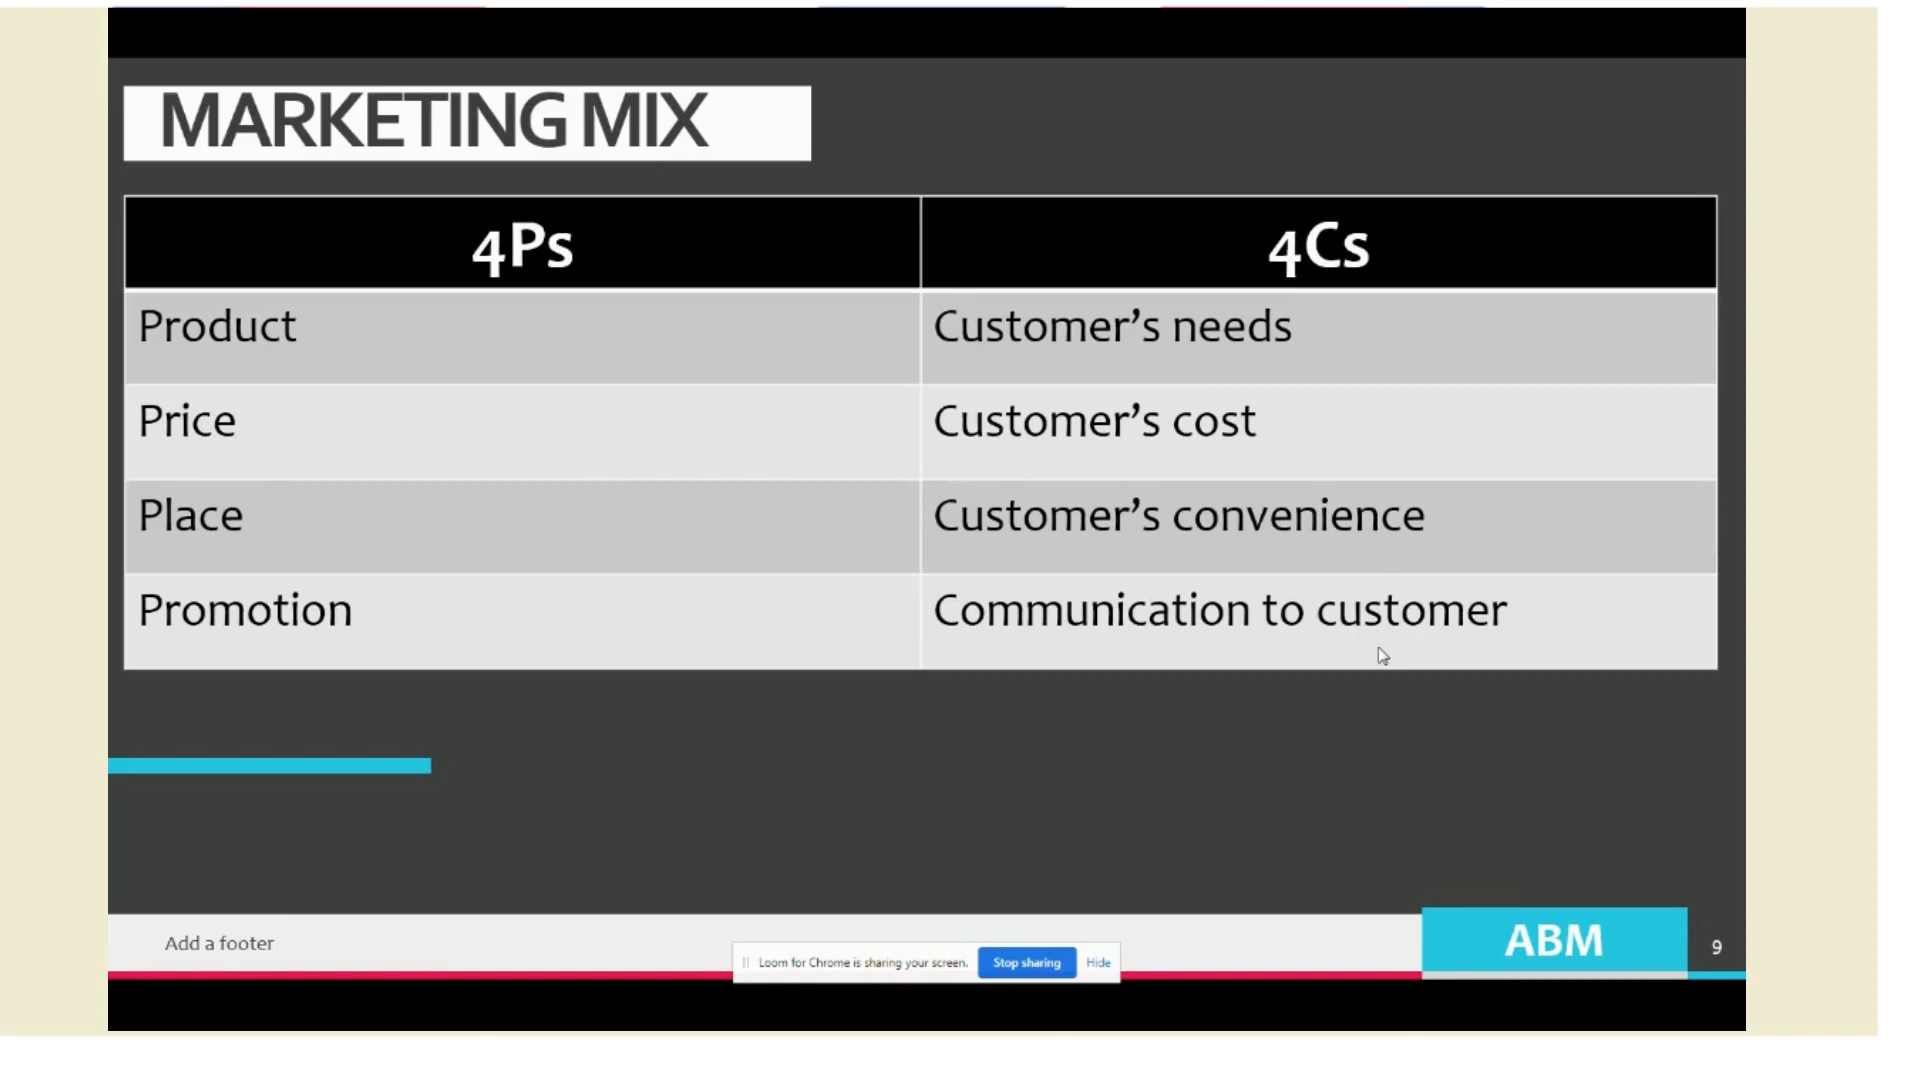 MARKETING MIX
4Ps 4Cs
Product Customer’s needs
Price Customer’s cost
Place Customer’s convenience
Promotion Communication to customer
Add a footer
Loom for Chrome is sharing your screen. Stop sharing Hide
ABM 9